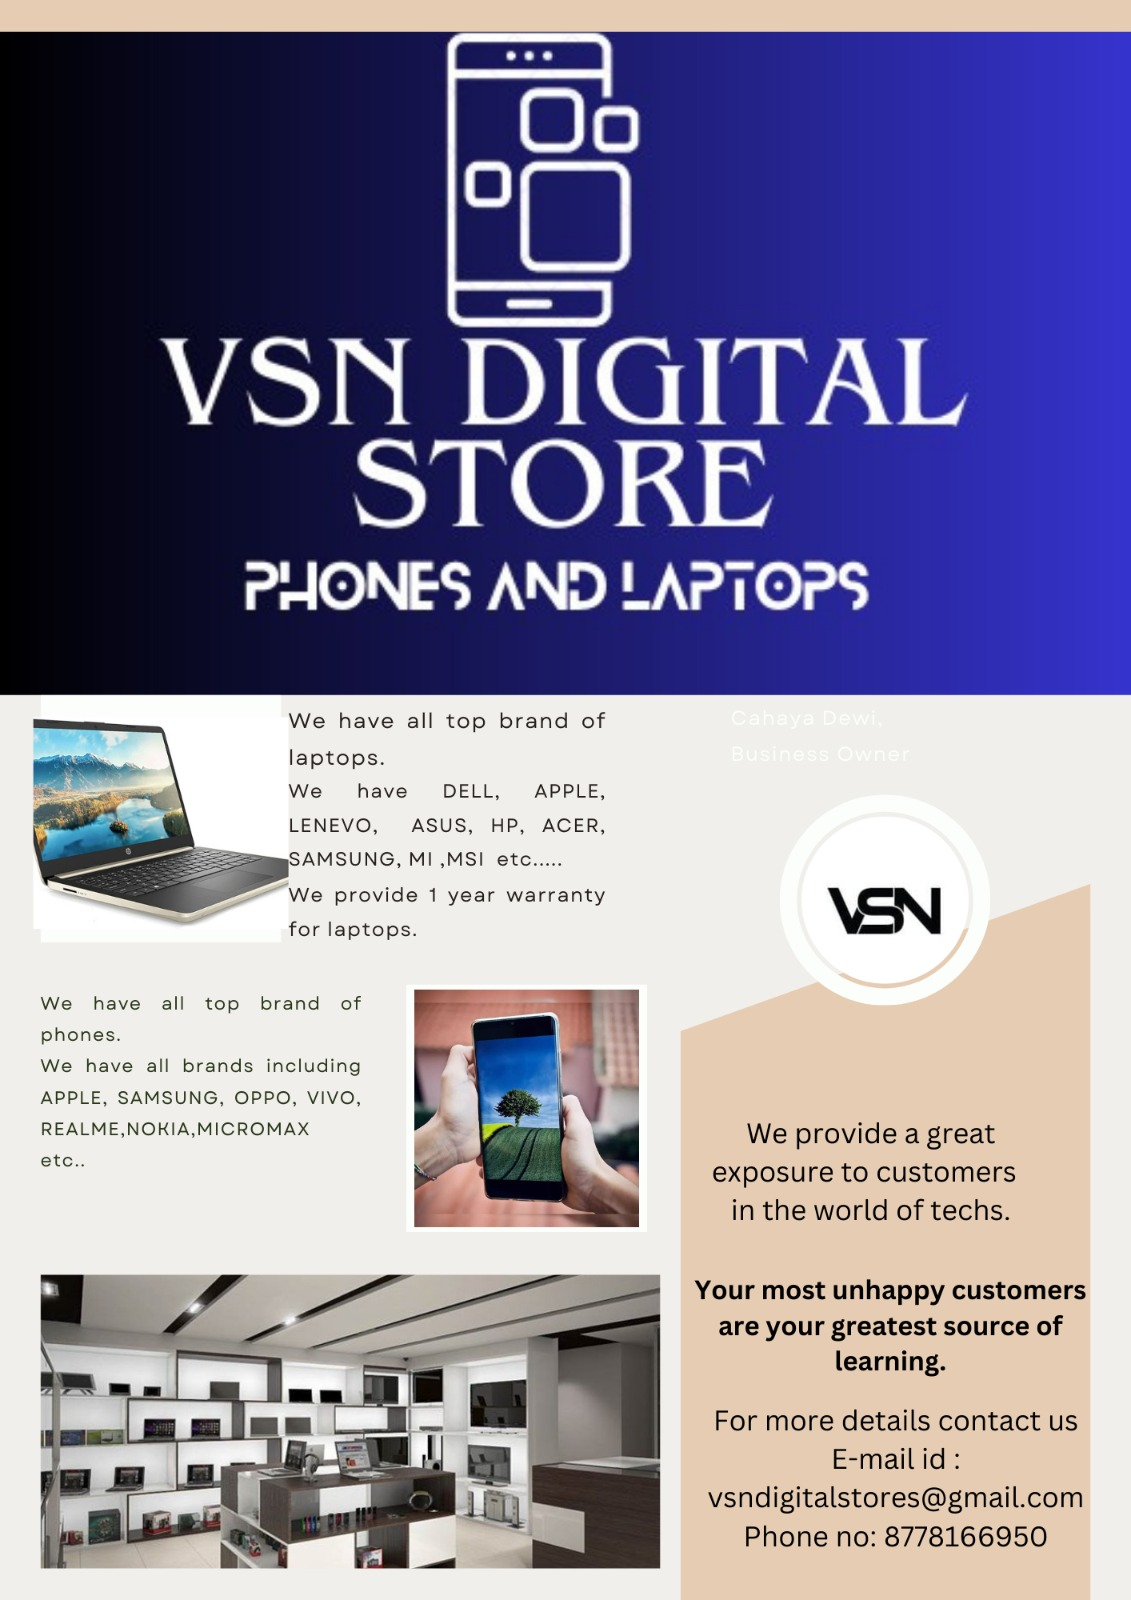 VSN DIGITAL
STORE
PHONES AND LAPTOPS
We have all top brand of
laptops.
We have DELL, APPLE,
LENEVO, ASUS, HP, ACER,
SAMSUNG, MI ,MSI etc.....
We provide 1 year warranty
for laptops.
Cahaya Dewi,
Business Owner
VSN
We have all top brand of
phones.
We have all brands including
APPLE, SAMSUNG, OPPO, VIVO,
REALME,NOKIA,MICROMAX
etc..
We provide a great
exposure to customers
in the world of techs.
Your most unhappy customers
are your greatest source of
learning.
For more details contact us
E-mail id :
vsndigitalstores@gmail.com
Phone no: 8778166950